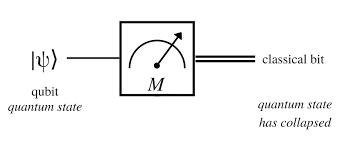 |ψ⟩
qubit
quantum state
M
classical bit
quantum state
has collapsed